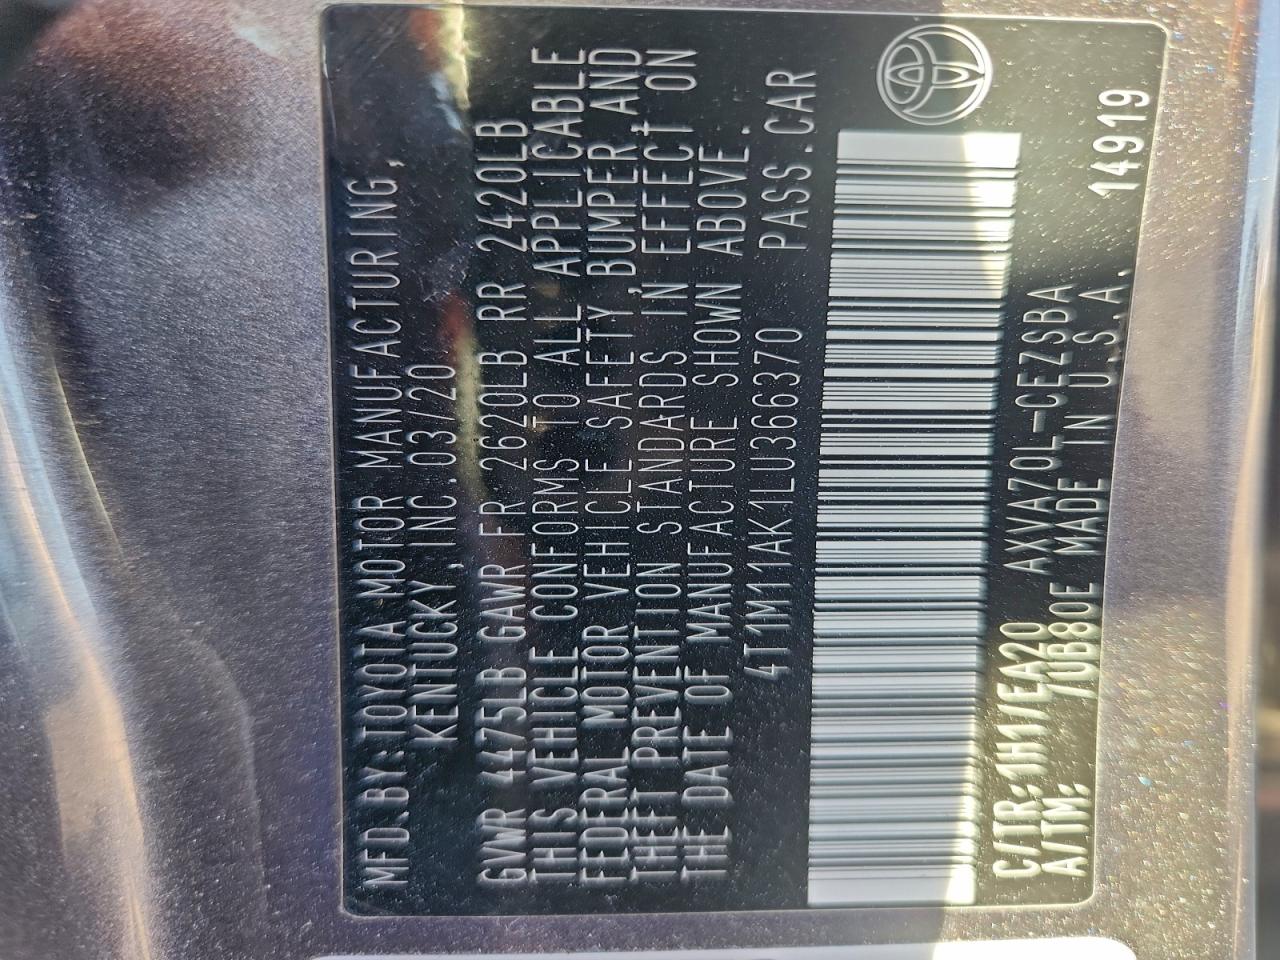 MFD.BY:TOYOTA MOTOR MANUFACTURING,
KENTUCKY,INC.03/20
GVWR 4475LB GAWR FR 2620LB RR 2420LB
THIS VEHICLE CONFORMS TO ALL APPLICABLE
FEDERAL MOTOR VEHICLE SAFETY,BUMPER,AND
THEFT PREVENTION STANDARDS IN EFFECT ON
THE DATE OF MANUFACTURE SHOWN ABOVE.
4T1M11AK1LU366370 PASS.CAR
C/TR:1H1/EA20 AXVA70L-CEZSBA
A/TM: /UB80E MADE IN U.S.A. 14919